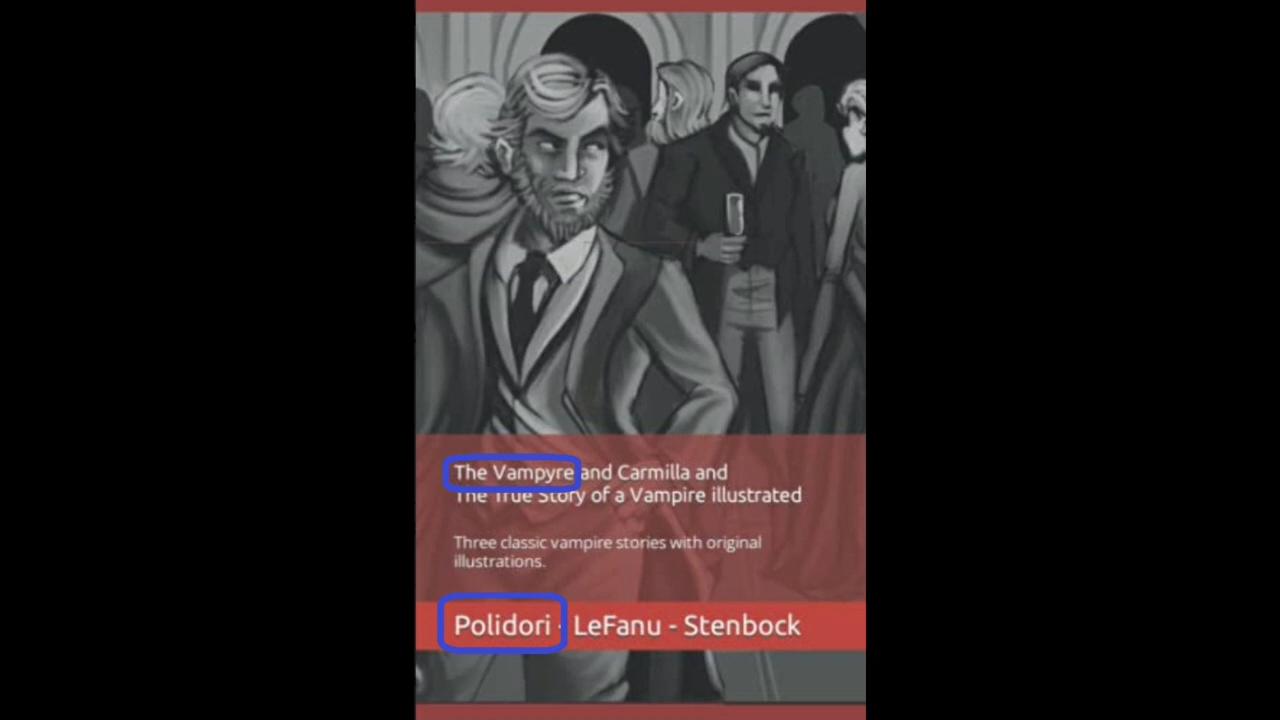 The Vampyre and Carmilla and
The True Story of a Vampire illustrated
Three classic vampire stories with original
illustrations.
Polidori - LeFanu - Stenbock